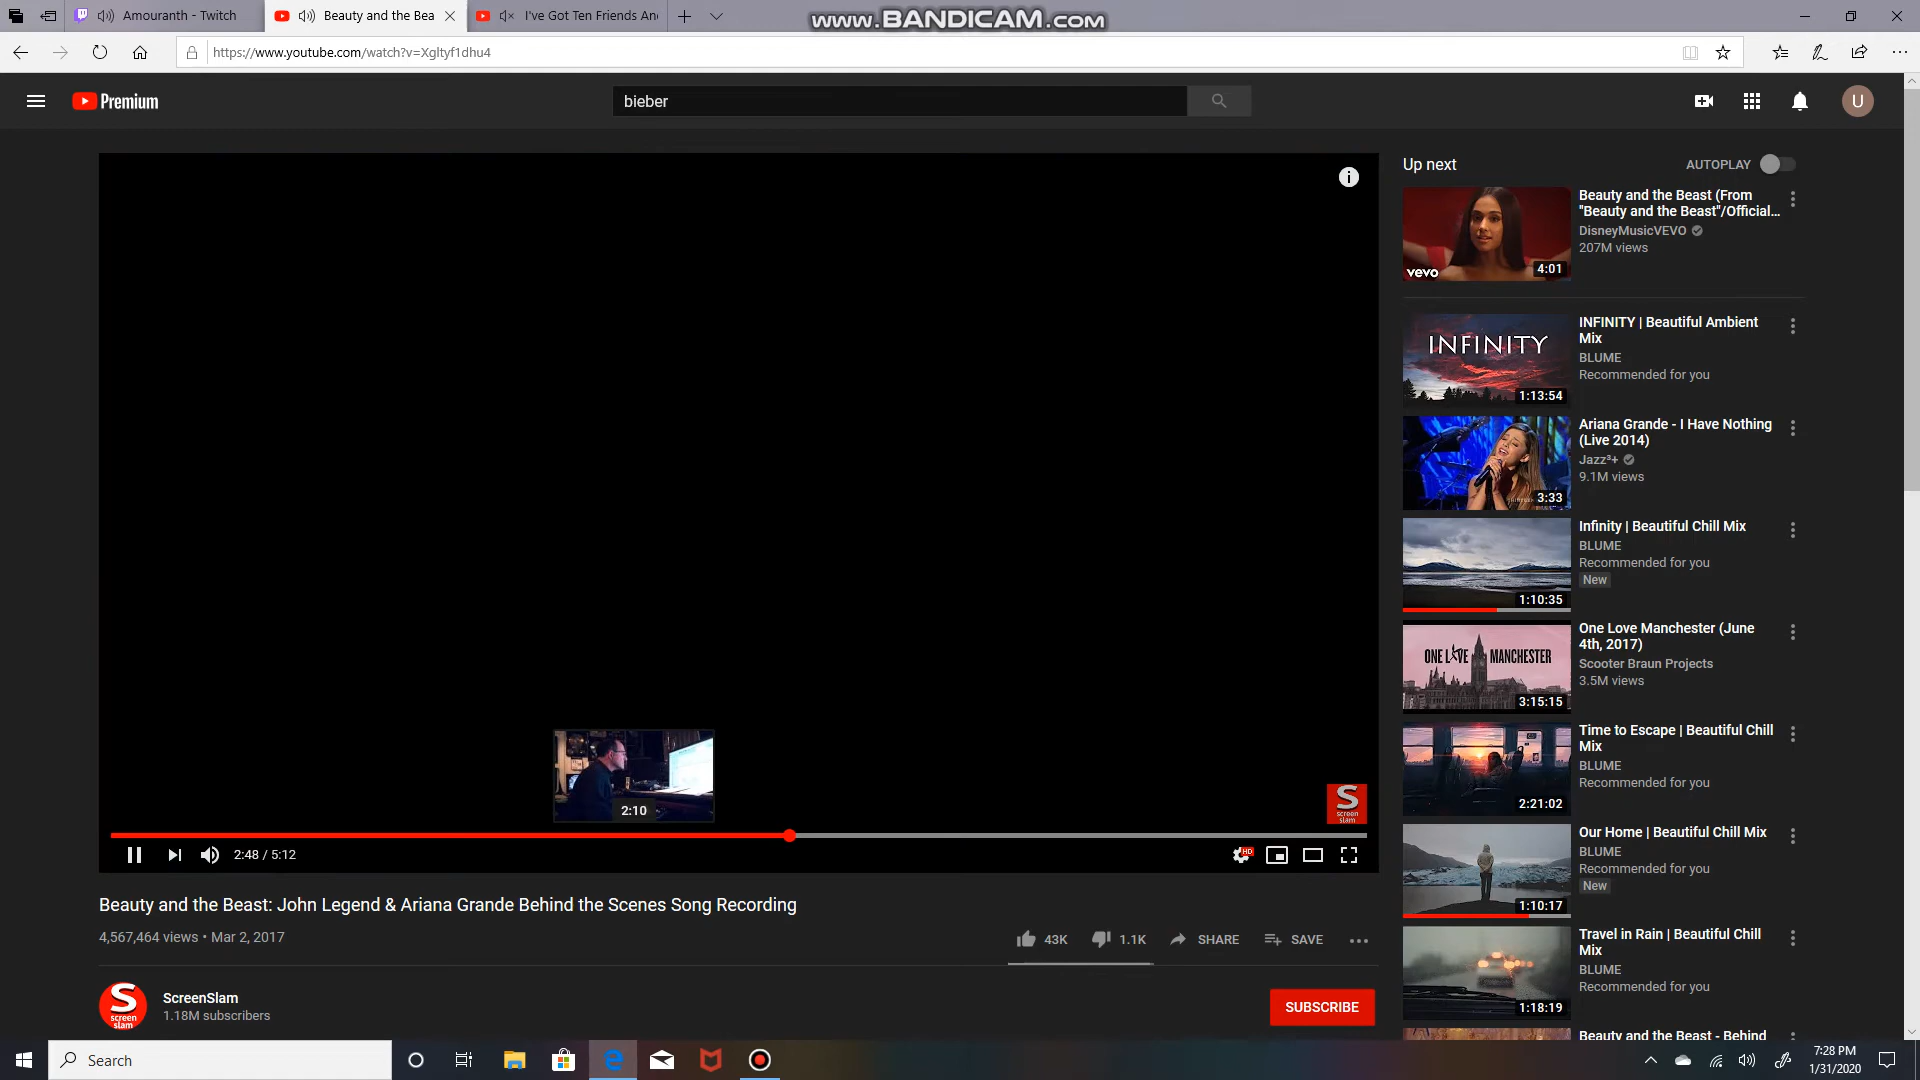 Amouranth - Twitch
Beauty and the Bea
I've Got Ten Friends An
www.BANDICAM.com
https://www.youtube.com/watch?v=Xgltyf1dhu4
Premium
bieber
U
Up next
AUTOPLAY
Beauty and the Beast (From
"Beauty and the Beast"/Official...
DisneyMusicVEVO
207M views
vevo
4:01
INFINITY | Beautiful Ambient
Mix
BLUME
Recommended for you
INFINITY
1:13:54
Ariana Grande - I Have Nothing
(Live 2014)
Jazz³+
9.1M views
3:33
Infinity | Beautiful Chill Mix
BLUME
Recommended for you
New
1:10:35
One Love Manchester (June
4th, 2017)
Scooter Braun Projects
3.5M views
ONE LOVE MANCHESTER
3:15:15
Time to Escape | Beautiful Chill
Mix
BLUME
Recommended for you
2:21:02
Our Home | Beautiful Chill Mix
BLUME
Recommended for you
New
1:10:17
Travel in Rain | Beautiful Chill
Mix
BLUME
Recommended for you
1:18:19
Beauty and the Beast - Behind
2:10
S
screen
slam
2:48 / 5:12
HD
Beauty and the Beast: John Legend & Ariana Grande Behind the Scenes Song Recording
4,567,464 views • Mar 2, 2017
43K
1.1K
SHARE
SAVE
S
screen
slam
ScreenSlam
1.18M subscribers
SUBSCRIBE
Search
7:28 PM
1/31/2020